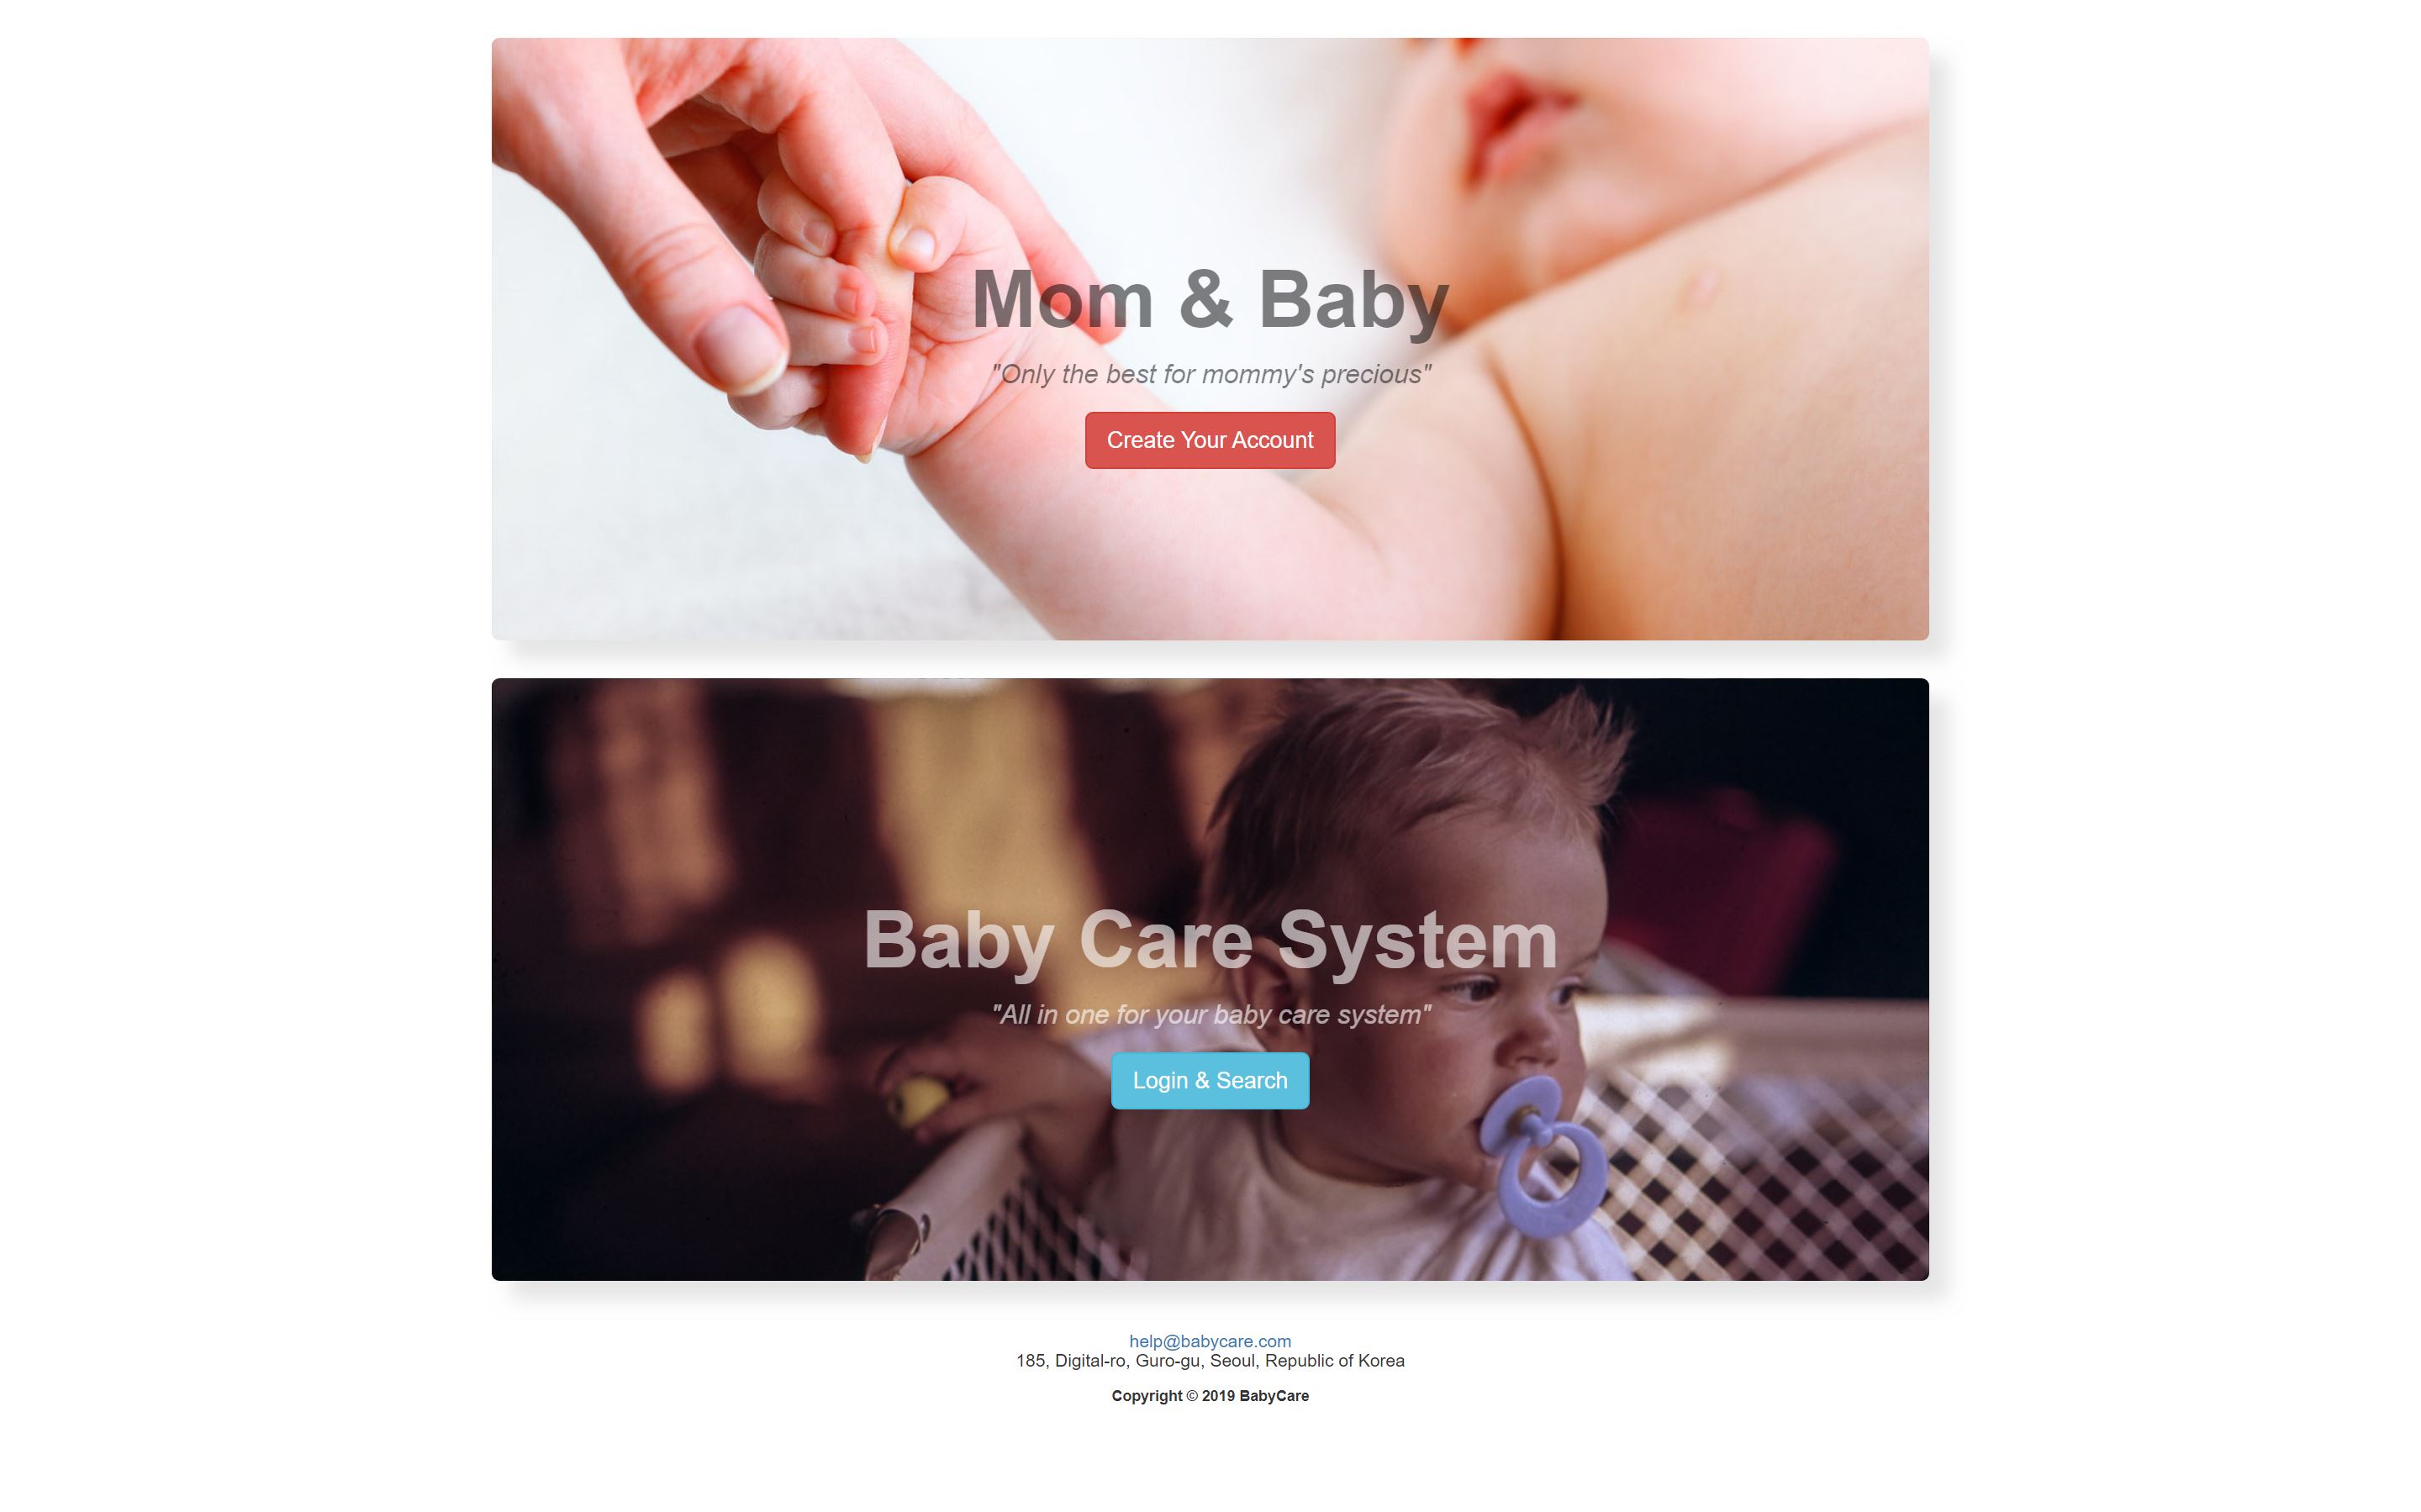 Mom & Baby
"Only the best for mommy's precious"
Create Your Account
Baby Care System
"All in one for your baby care system"
Login & Search
help@babycare.com
185, Digital-ro, Guro-gu, Seoul, Republic of Korea
Copyright © 2019 BabyCare